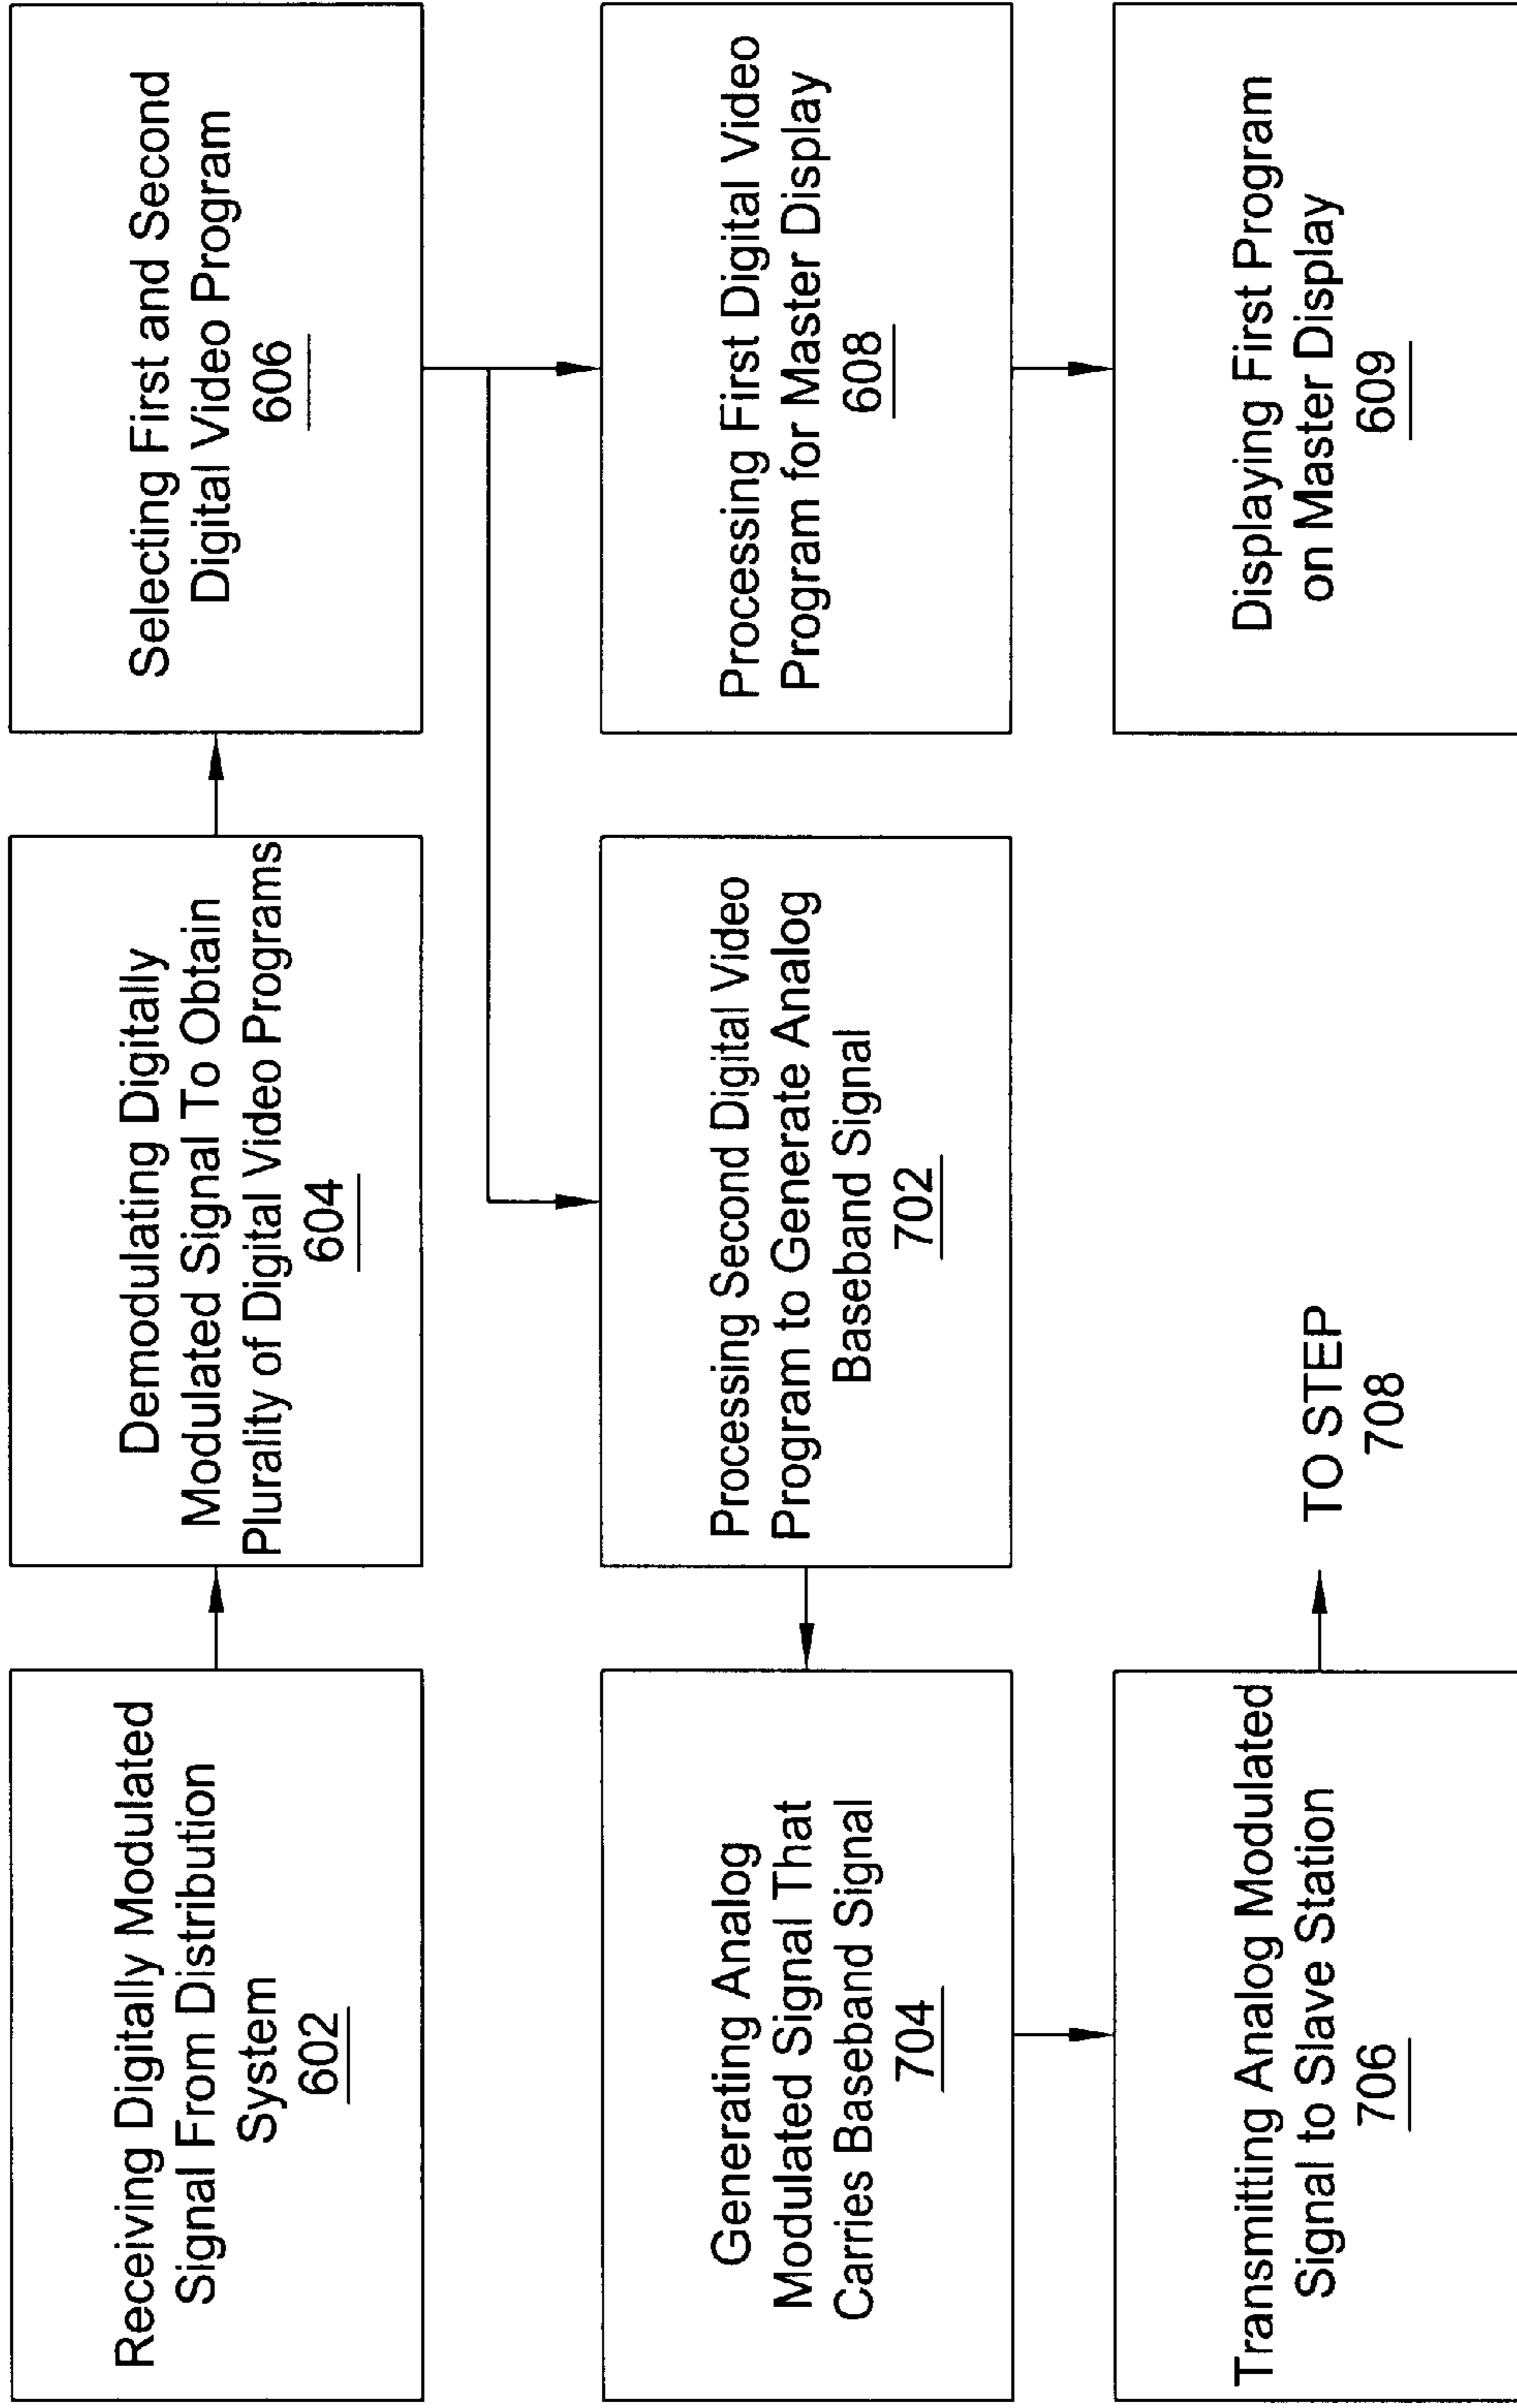 Receiving Digitally Modulated
Signal From Distribution
System
602
Demodulating Digitally
Modulated Signal To Obtain
Plurality of Digital Video Programs
604
Selecting First and Second
Digital Video Program
606
Generating Analog
Modulated Signal That
Carries Baseband Signal
704
Processing Second Digital Video
Program to Generate Analog
Baseband Signal
702
Processing First Digital Video
Program for Master Display
608
Transmitting Analog Modulated
Signal to Slave Station
706
TO STEP
708
Displaying First Program
on Master Display
609